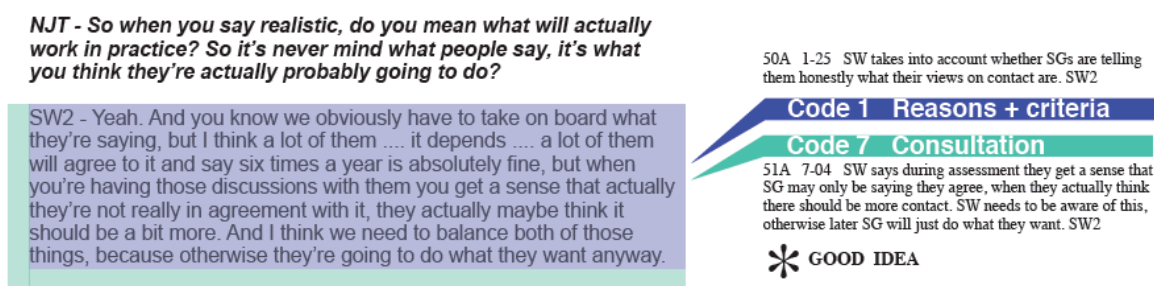 NJT - So when you say realistic, do you mean what will actually
work in practice? So it's never mind what people say, it's what
you think they're actually probably going to do?
SW2 - Yeah. And you know we obviously have to take on board what
they're saying, but I think a lot of them .... it depends .... a lot of them
will agree to it and say six times a year is absolutely fine, but when
you're having those discussions with them you get a sense that actually
they're not really in agreement with it, they actually maybe think it
should be a bit more. And I think we need to balance both of those
things, because otherwise they're going to do what they want anyway.
50A 1-25 SW takes into account whether SGs are telling
them honestly what their views on contact are. SW2
Code 1 Reasons + criteria
Code 7 Consultation
51A 7-04 SW says during assessment they get a sense that
SG may only be saying they agree, when they actually think
there should be more contact. SW needs to be aware of this,
otherwise later SG will just do what they want. SW2
* GOOD IDEA